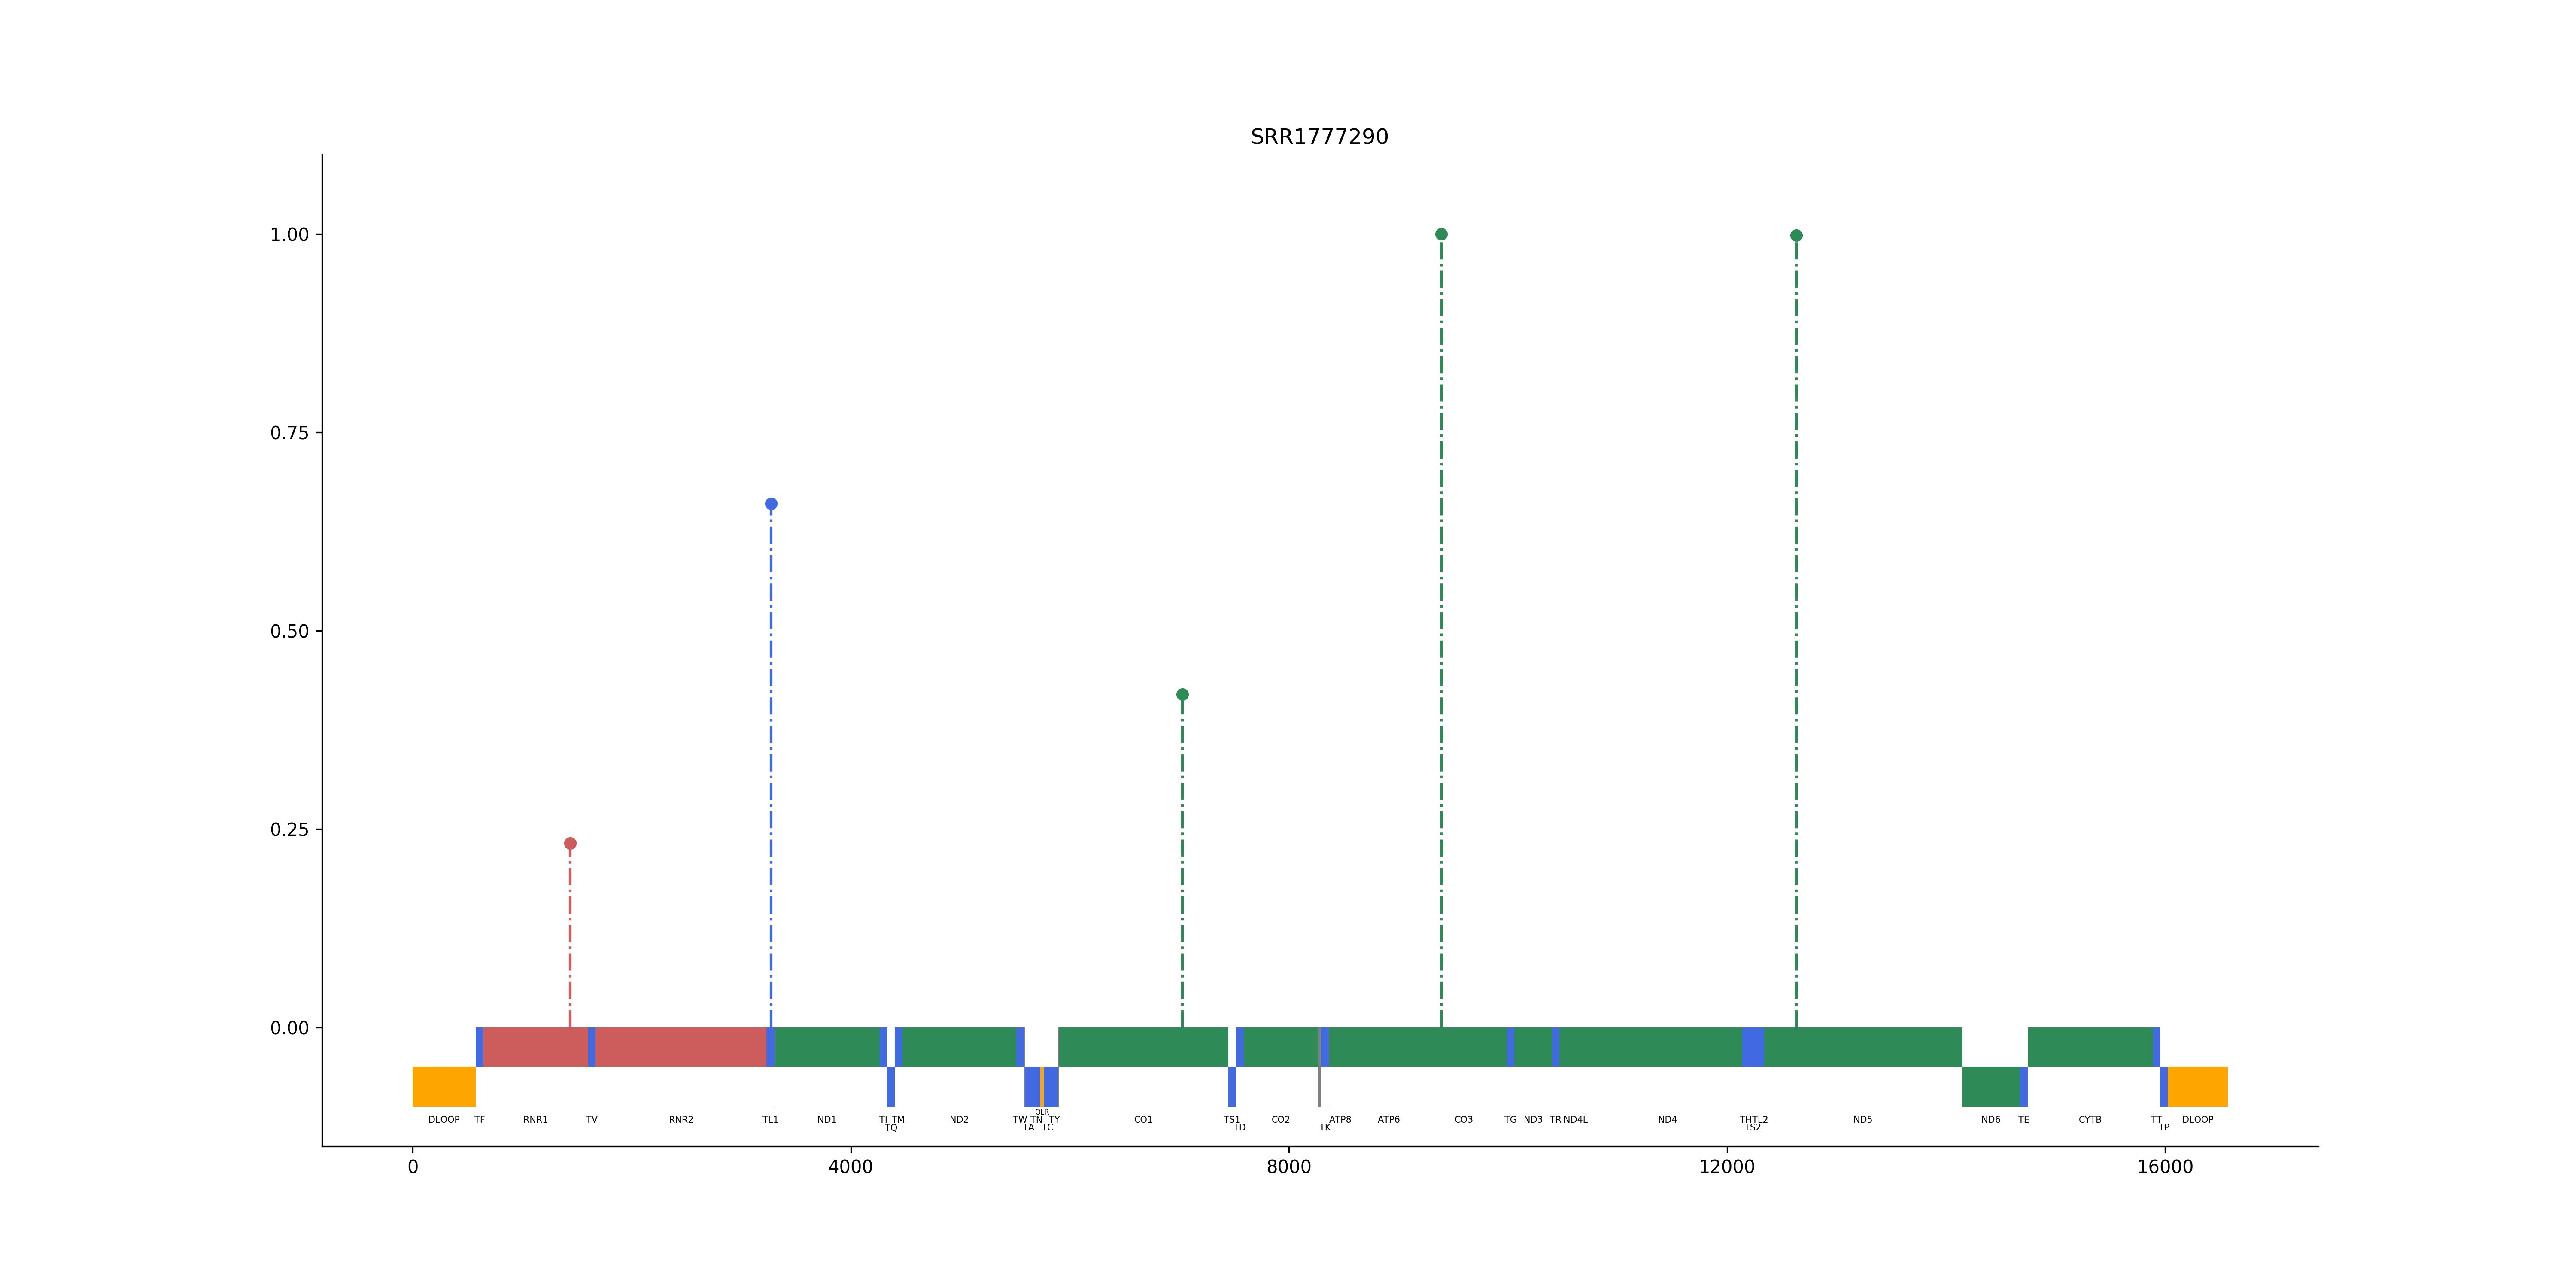 SRR1777290
1.00
0.75
0.50
0.25
0.00
OLR
DLOOP TF RNR1 TV RNR2 TL1 ND1 TI TM ND2 TW TN TY CO1 TS1 CO2 ATP8 ATP6 CO3 TG ND3 TR ND4L ND4 TH TL2 ND5 ND6 TE CYTB TT DLOOP
TQ TA TC TD TK TS2 TP
0 4000 8000 12000 16000